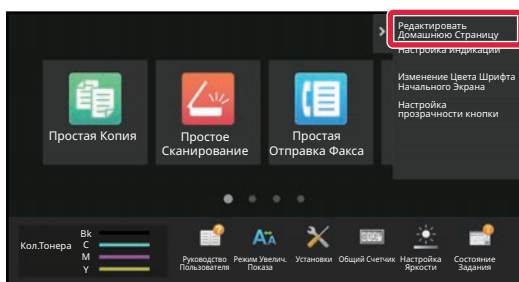 Редактировать
Домашнюю Страницу
Настройка индикации
Изменение Цвета Шрифта
Начального Экрана
Настройка
прозрачности кнопки
Простая Копия
Простое
Сканирование
Простая
Отправка Факса
Кол.Тонера
Bk
C
M
Y
Руководство
Пользователя
Режим Увелич.
Показа
Установки
Общий Счетчик
Настройка
Яркости
Состояние
Задания